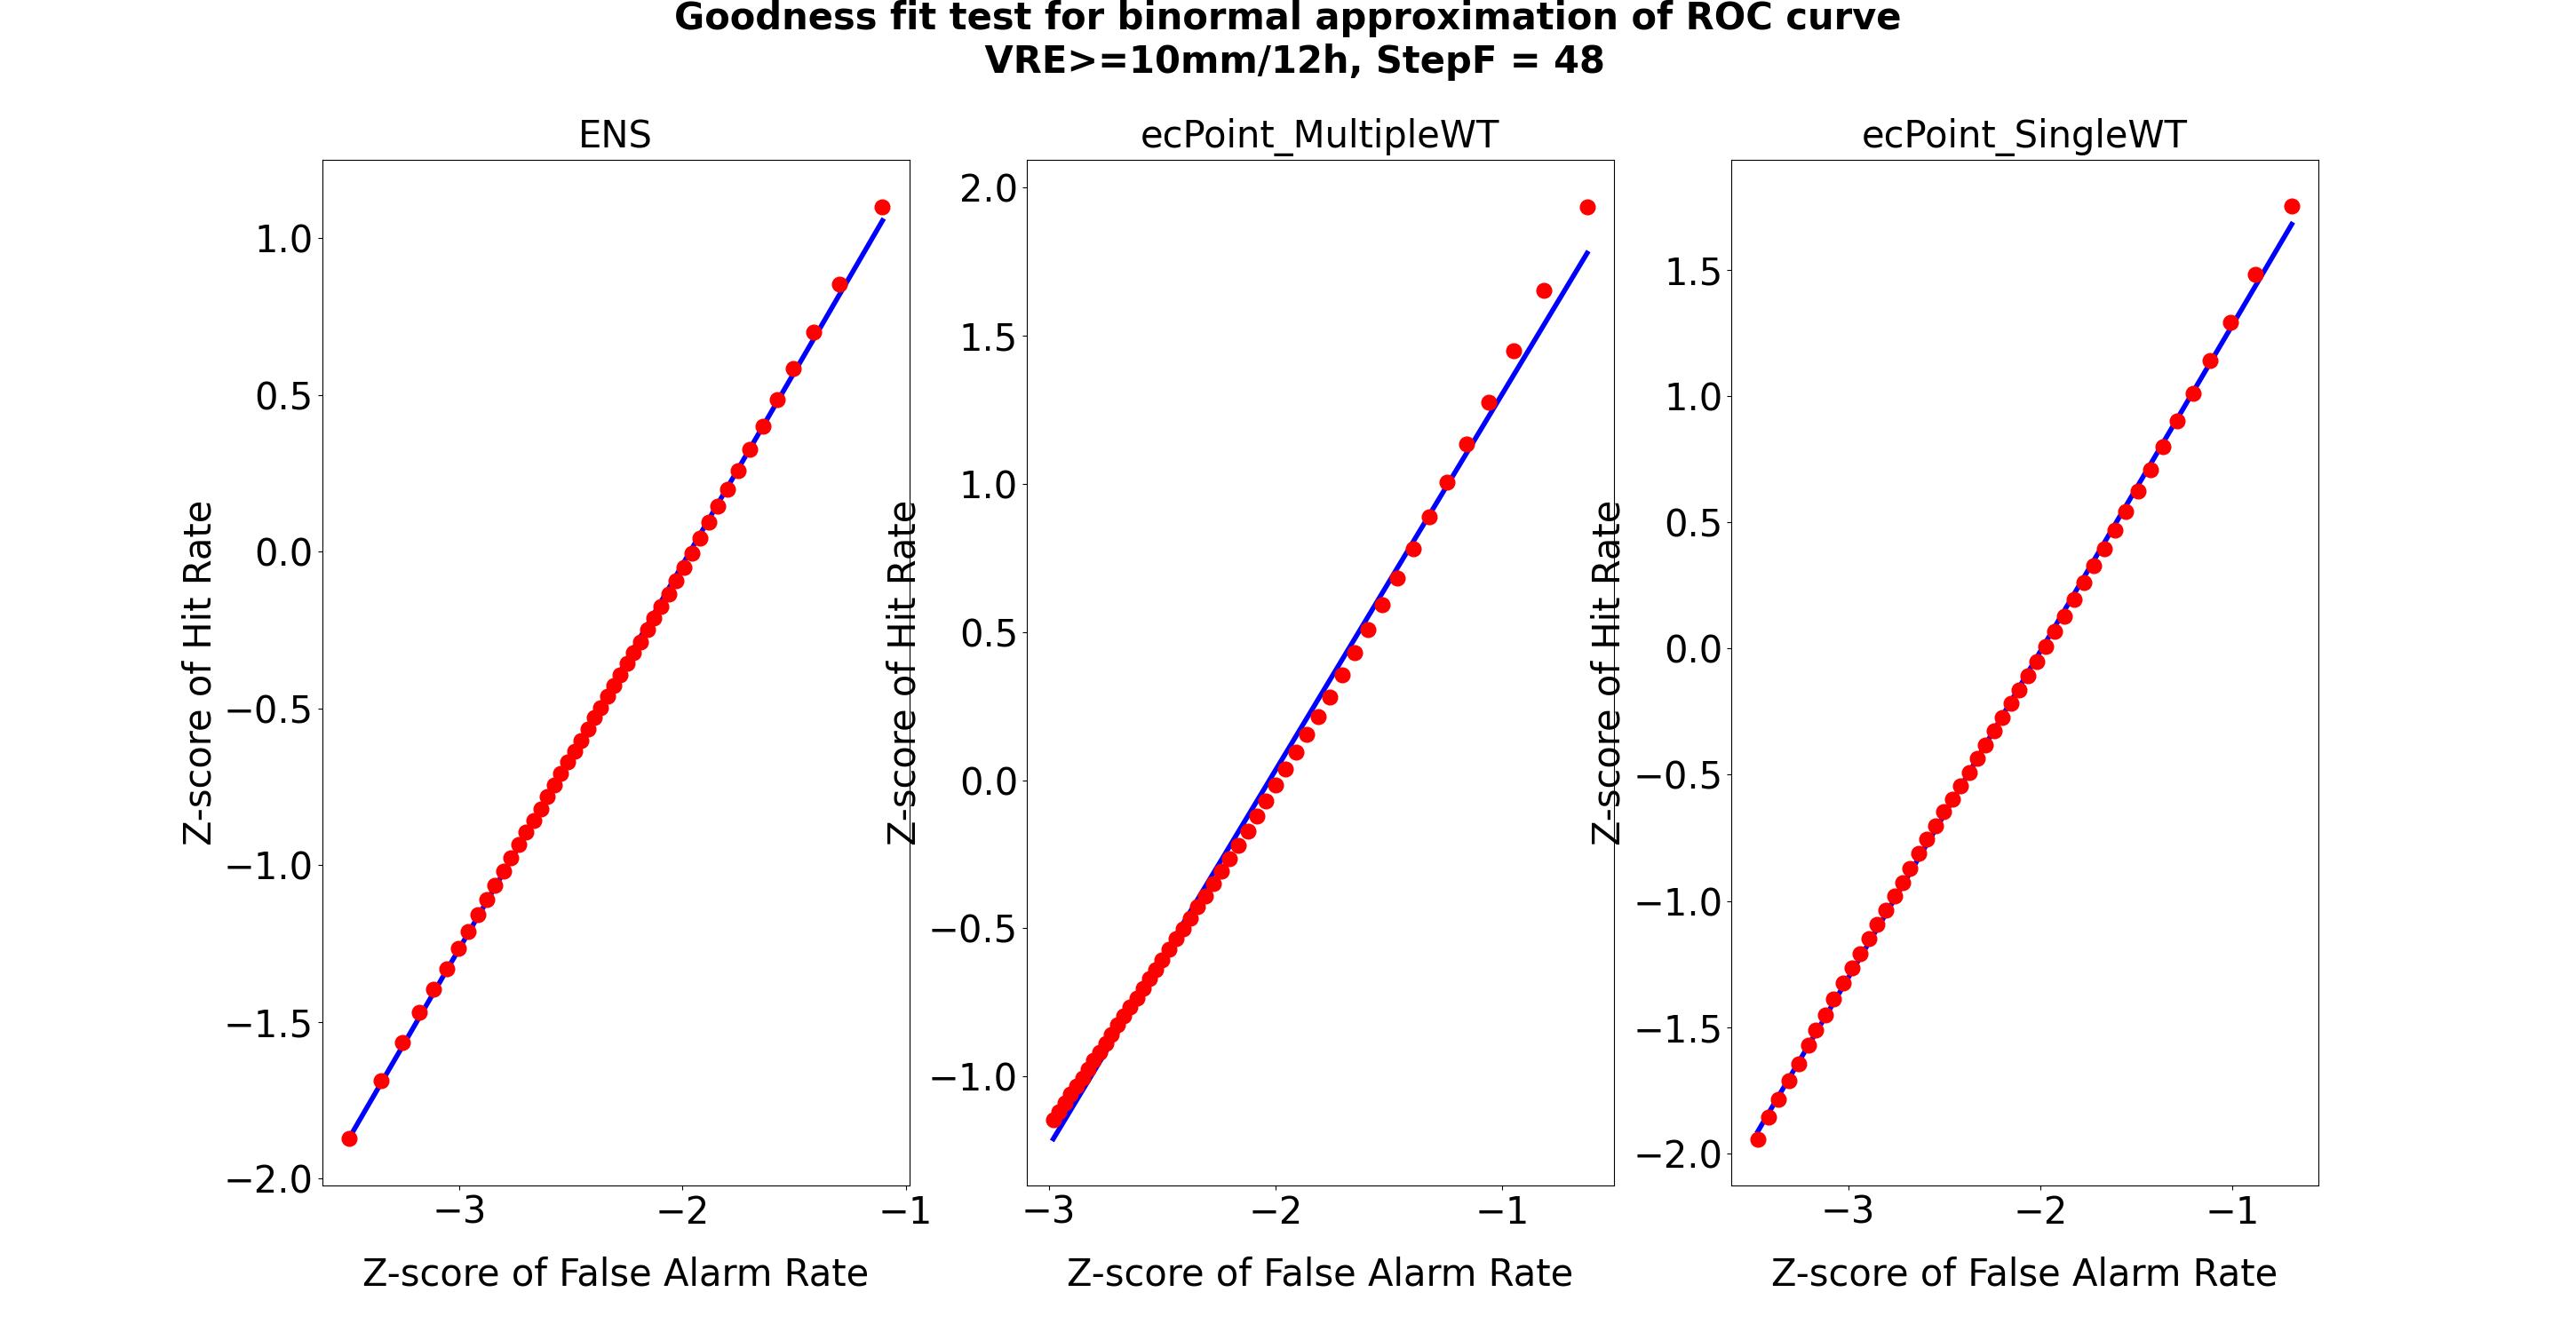 Goodness fit test for binormal approximation of ROC curve
VRE>=10mm/12h, StepF = 48
ENS
1.0
0.5
0.0
−0.5
−1.0
−1.5
−2.0
−3
−2
−1
Z-score of Hit Rate
Z-score of False Alarm Rate
ecPoint_MultipleWT
2.0
1.5
1.0
0.5
0.0
−0.5
−1.0
−3
−2
−1
Z-score of Hit Rate
Z-score of False Alarm Rate
ecPoint_SingleWT
1.5
1.0
0.5
0.0
−0.5
−1.0
−1.5
−2.0
−3
−2
−1
Z-score of Hit Rate
Z-score of False Alarm Rate